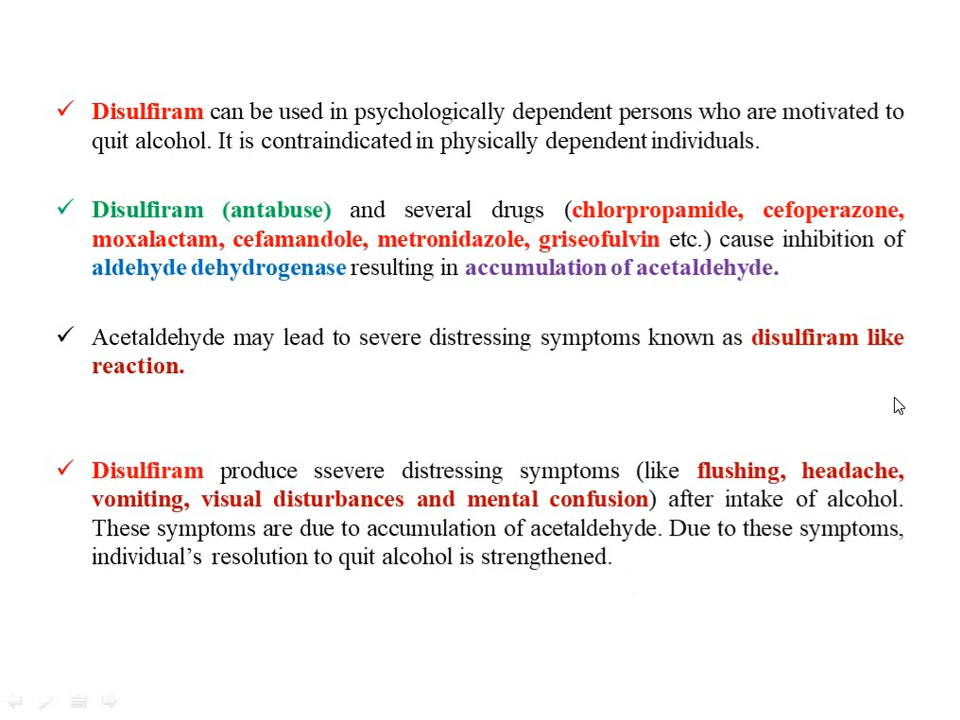 ✓ Disulfiram can be used in psychologically dependent persons who are motivated to
quit alcohol. It is contraindicated in physically dependent individuals.
✓ Disulfiram (antabuse) and several drugs (chlorpropamide, cefoperazone,
moxalactam, cefamandole, metronidazole, griseofulvin etc.) cause inhibition of
aldehyde dehydrogenase resulting in accumulation of acetaldehyde.
✓ Acetaldehyde may lead to severe distressing symptoms known as disulfiram like
reaction.
✓ Disulfiram produce ssevere distressing symptoms (like flushing, headache,
vomiting, visual disturbances and mental confusion) after intake of alcohol.
These symptoms are due to accumulation of acetaldehyde. Due to these symptoms,
individual's resolution to quit alcohol is strengthened.